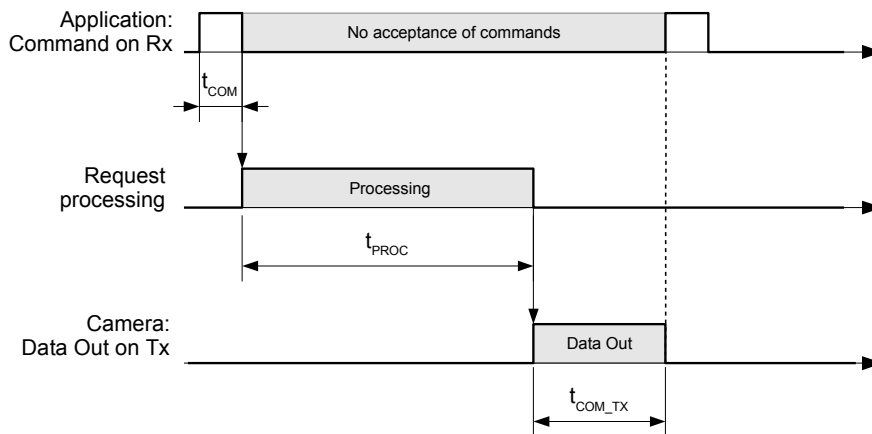 Application:
Command on Rx
No acceptance of commands
tCOM
Request
processing
Processing
tPROC
Camera:
Data Out on Tx
Data Out
tCOM_TX